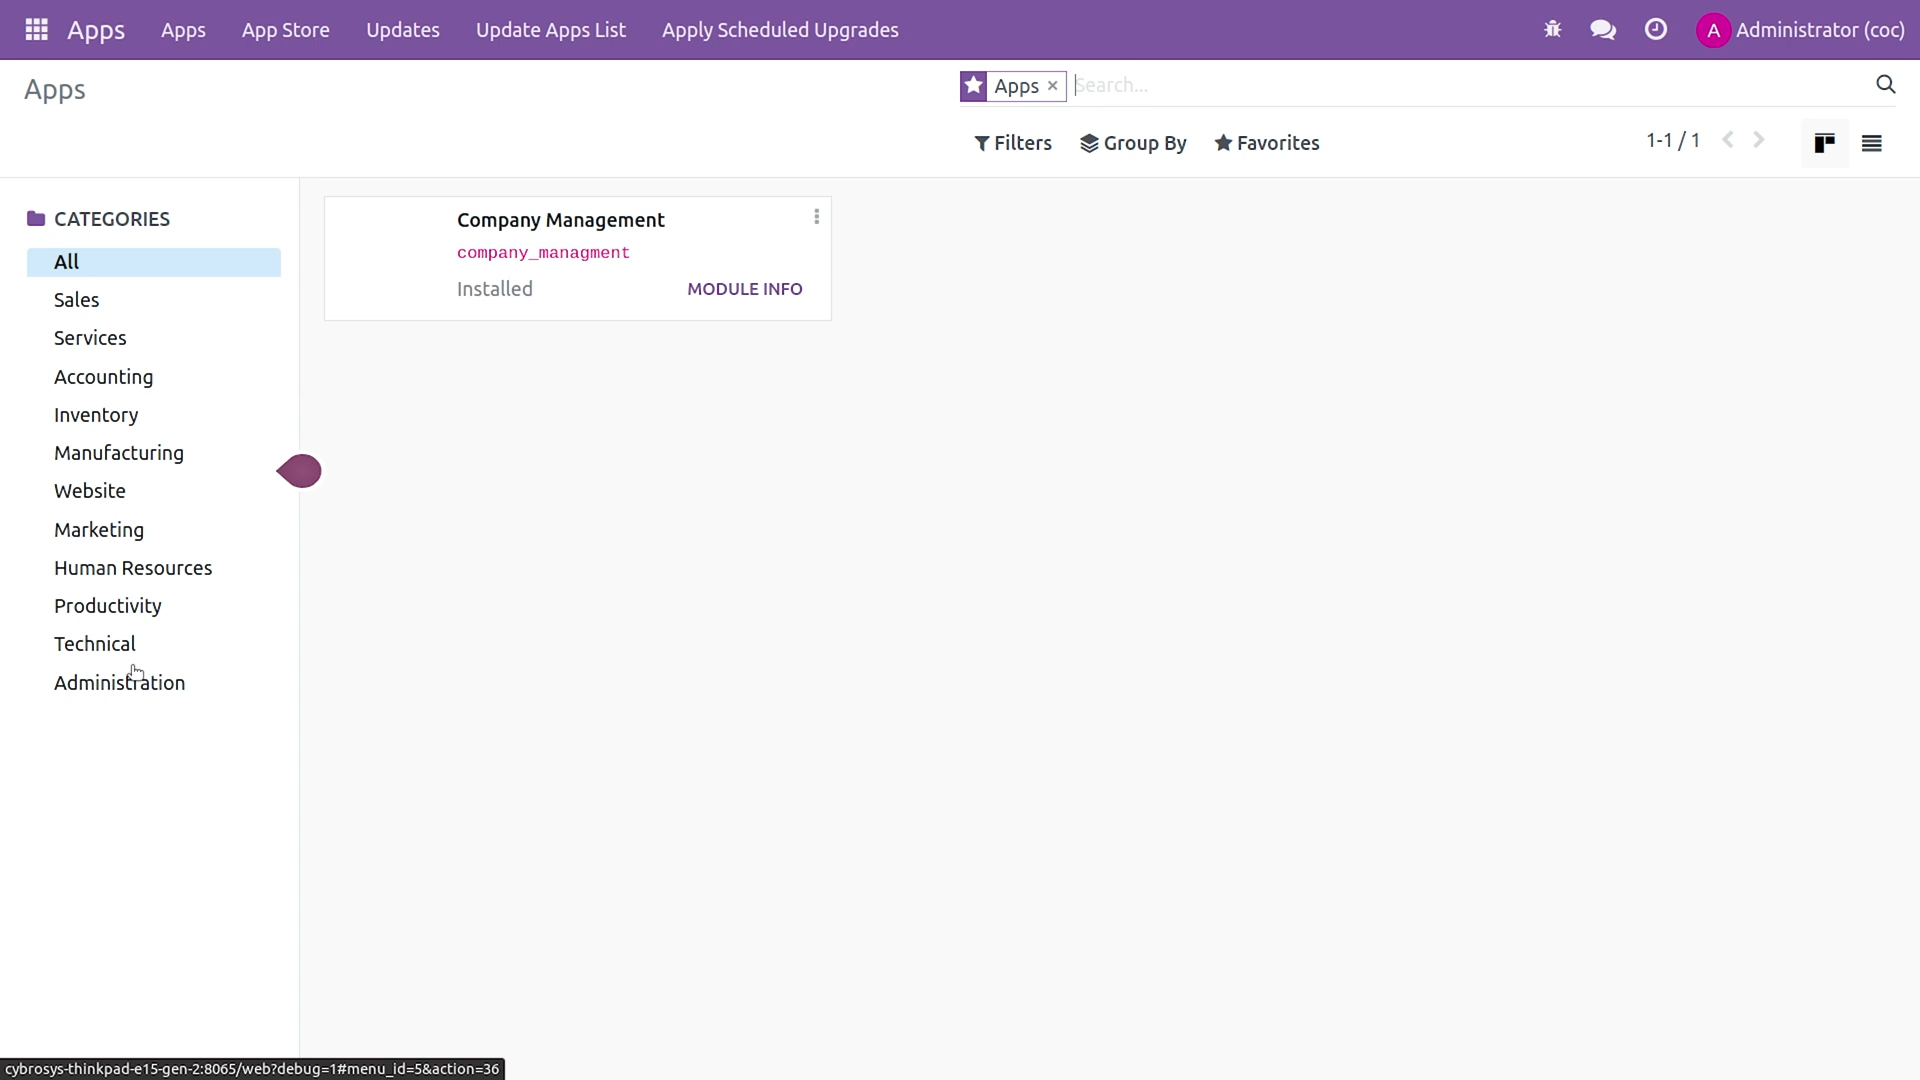 Apps Apps App Store Updates Update Apps List Apply Scheduled Upgrades A Administrator (coc)
Apps
Apps × Search...
Filters Group By Favorites 1-1 / 1
CATEGORIES
All
Sales
Services
Accounting
Inventory
Manufacturing
Website
Marketing
Human Resources
Productivity
Technical
Administration
Company Management
company_managment
Installed MODULE INFO
cybrosys-thinkpad-e15-gen-2:8065/web?debug=1#menu_id=5&action=36